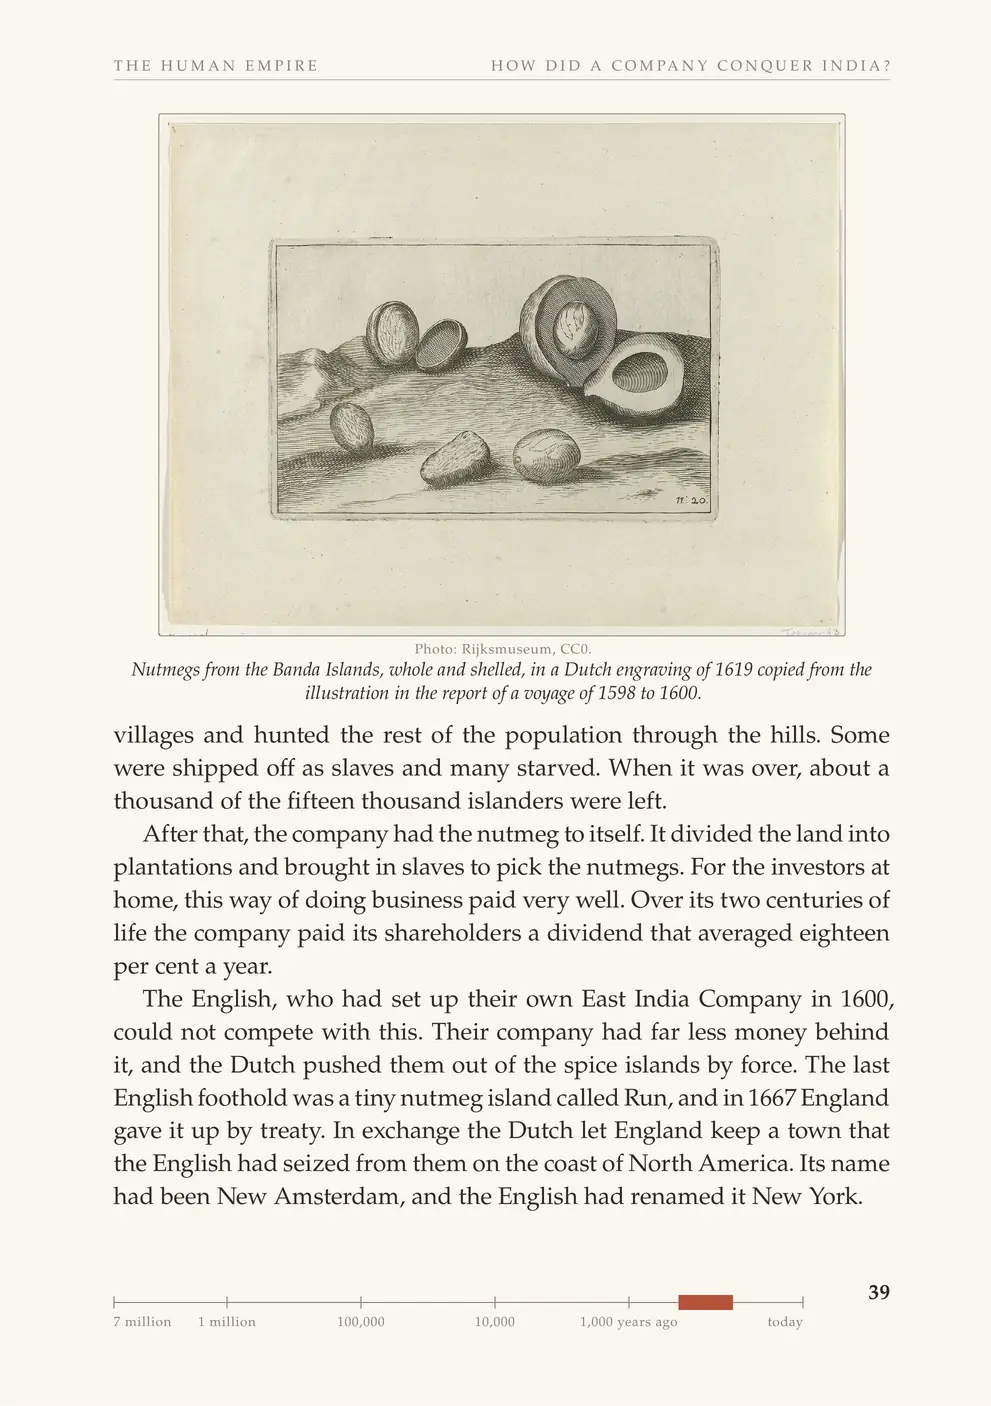 THE HUMAN EMPIRE
HOW DID A COMPANY CONQUER INDIA?
n° 20.
Photo: Rijksmuseum, CC0.
Nutmegs from the Banda Islands, whole and shelled, in a Dutch engraving of 1619 copied from the
illustration in the report of a voyage of 1598 to 1600.
villages and hunted the rest of the population through the hills. Some
were shipped off as slaves and many starved. When it was over, about a
thousand of the fifteen thousand islanders were left.
After that, the company had the nutmeg to itself. It divided the land into
plantations and brought in slaves to pick the nutmegs. For the investors at
home, this way of doing business paid very well. Over its two centuries of
life the company paid its shareholders a dividend that averaged eighteen
per cent a year.
The English, who had set up their own East India Company in 1600,
could not compete with this. Their company had far less money behind
it, and the Dutch pushed them out of the spice islands by force. The last
English foothold was a tiny nutmeg island called Run, and in 1667 England
gave it up by treaty. In exchange the Dutch let England keep a town that
the English had seized from them on the coast of North America. Its name
had been New Amsterdam, and the English had renamed it New York.
39
7 million 1 million 100,000 10,000 1,000 years ago today